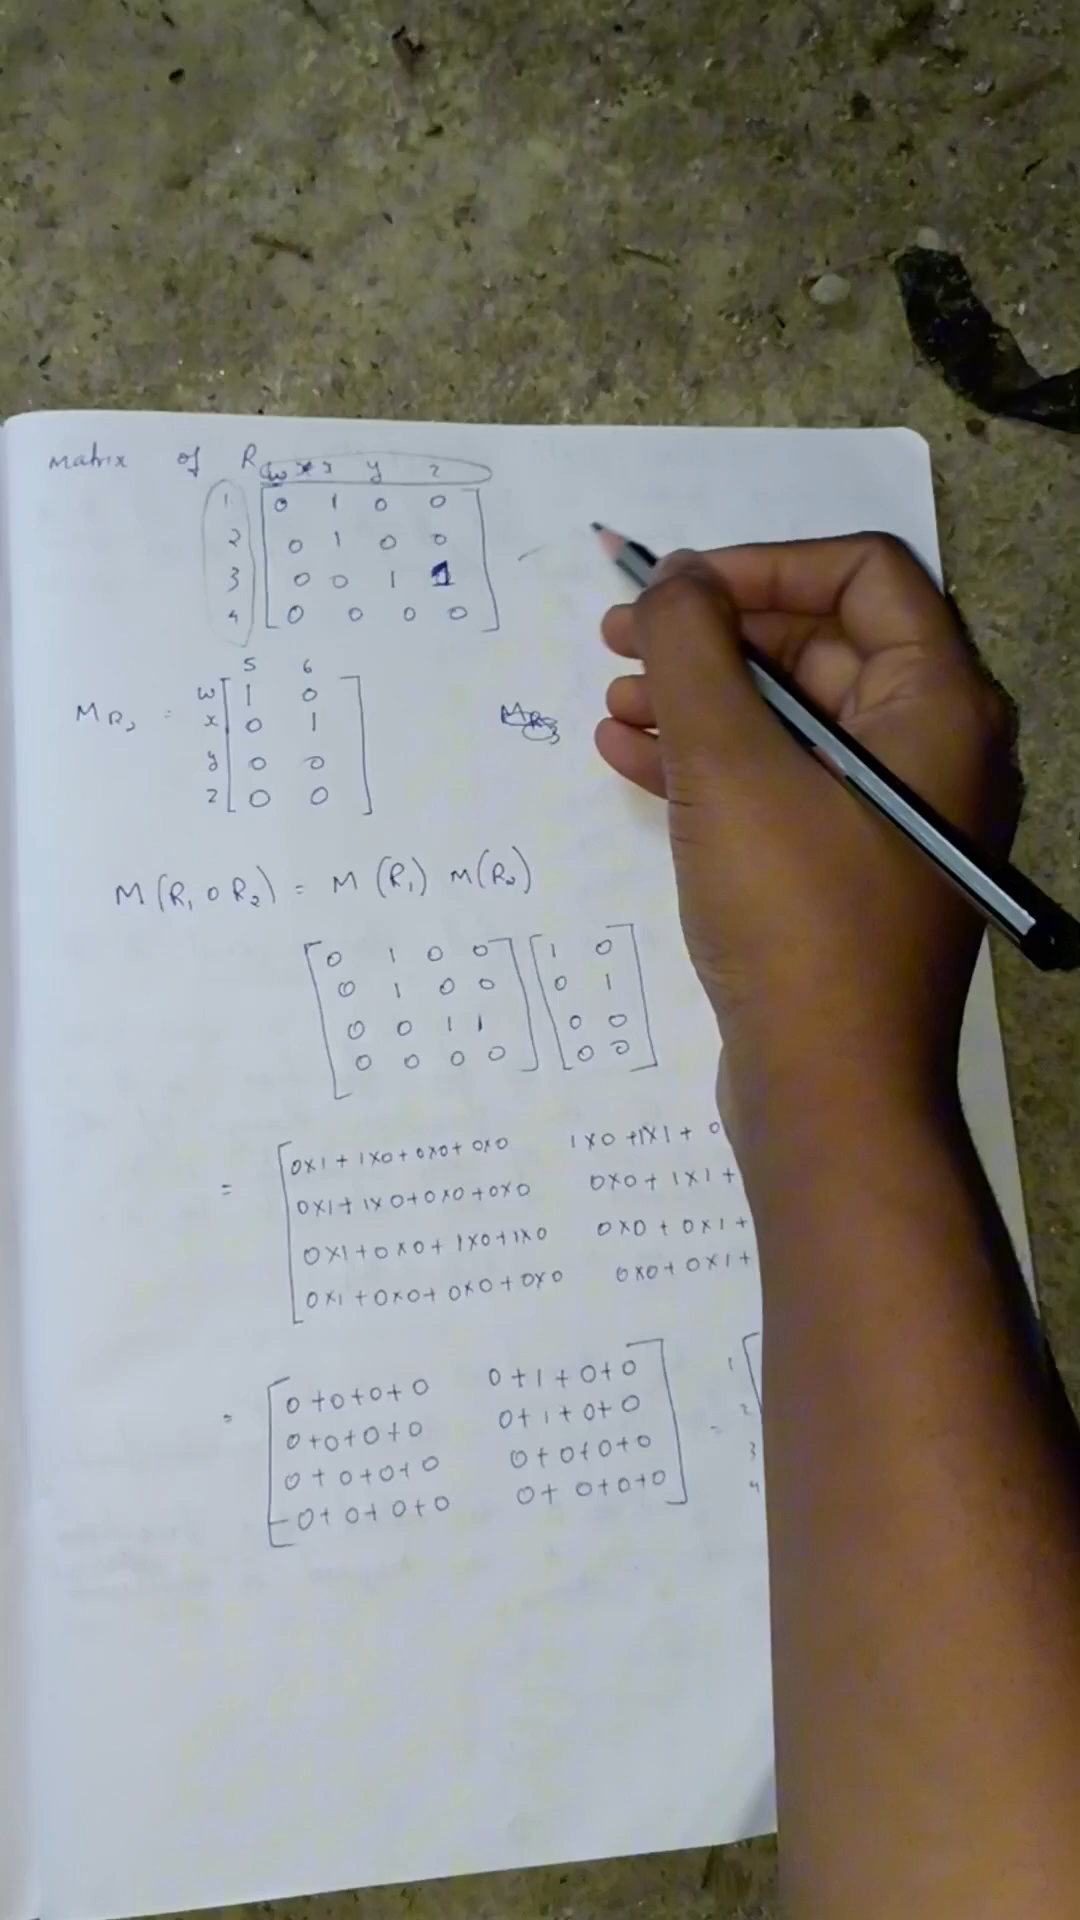 Matrix of R
w x y z
1 0 1 0 0
2 0 1 0 0
3 0 0 1 1
4 0 0 0 0
5 6
M R₂ = w 1 0
x 0 1
y 0 0
z 0 0
M (R₁ o R₂) = M (R₁) M(R₂)
0 1 0 0 1 0
0 1 0 0 0 1
0 0 1 1 0 0
0 0 0 0 0 0
= 0x1 + 1x0 + 0x0 + 0x0 1x0 + 1x1 + 0
0x1 + 1x0 + 0x0 + 0x0 0x0 + 1x1 +
0x1 + 0x0 + 1x0 + 1x0 0x0 + 0x1 +
0x1 + 0x0 + 0x0 + 0x0 0x0 + 0x1 +
= 0+0+0+0 0+1+0+0 = 1
0+0+0+0 0+1+0+0 2
0+0+0+0 0+0+0+0 3
0+0+0+0 0+0+0+0 4